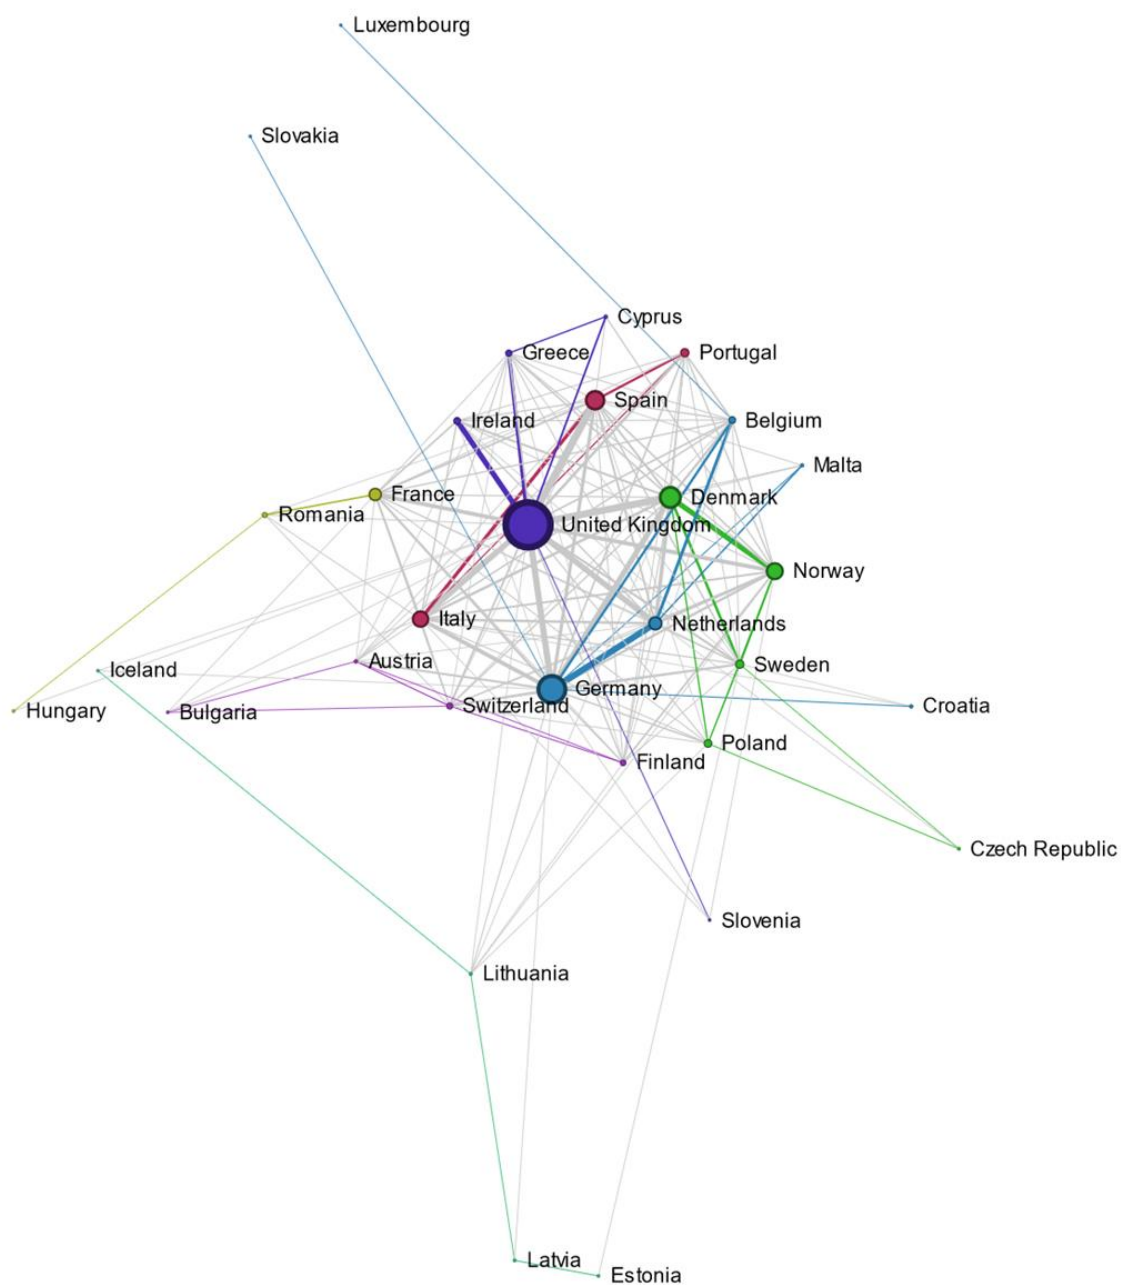 Luxembourg
Slovakia
Cyprus
Greece
Portugal
Spain
Ireland
Belgium
Malta
France
Denmark
Romania
United Kingdom
Norway
Italy
Netherlands
Austria
Sweden
Iceland
Germany
Switzerland
Croatia
Hungary
Bulgaria
Poland
Finland
Czech Republic
Slovenia
Lithuania
Latvia
Estonia